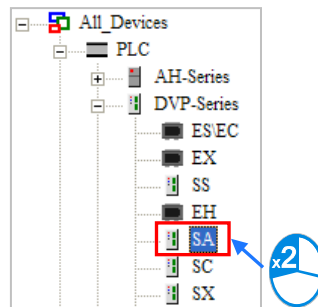 All_Devices
PLC
AH-Series
DVP-Series
ES\EC
EX
SS
EH
SA
x2
SC
SX